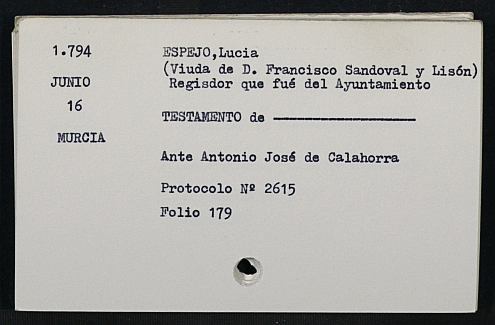 1.794
JUNIO
16
MURCIA
ESPEJO,Lucia
(Viuda de D. Francisco Sandoval y Lisón)
Regisdor que fué del Ayuntamiento
TESTAMENTO de ————————————
Ante Antonio José de Calahorra
Protocolo Nº 2615
Folio 179